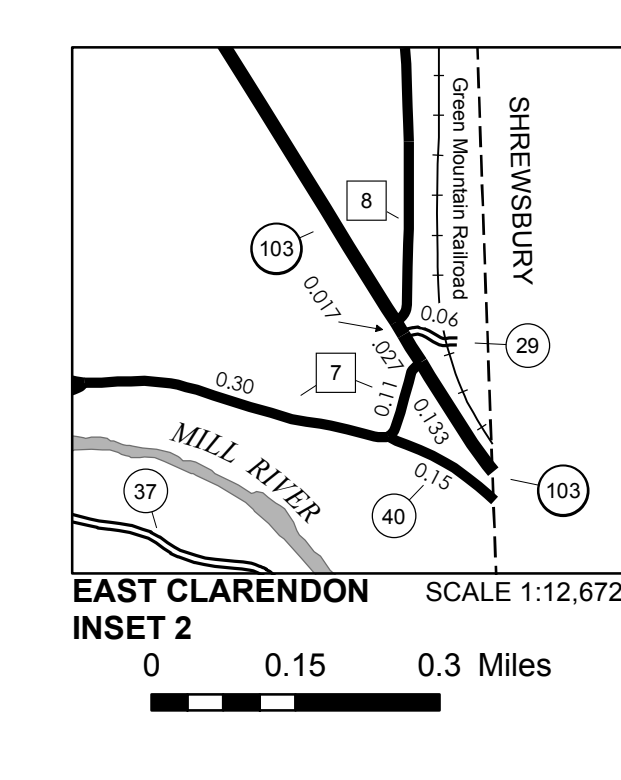 Green Mountain Railroad
SHREWSBURY
8
103
0.017
0.06
29
.027
7
0.11
0.30
0.133
MILL RIVER
0.15
37
40
103
EAST CLARENDON
INSET 2
SCALE 1:12,672
0 0.15 0.3 Miles